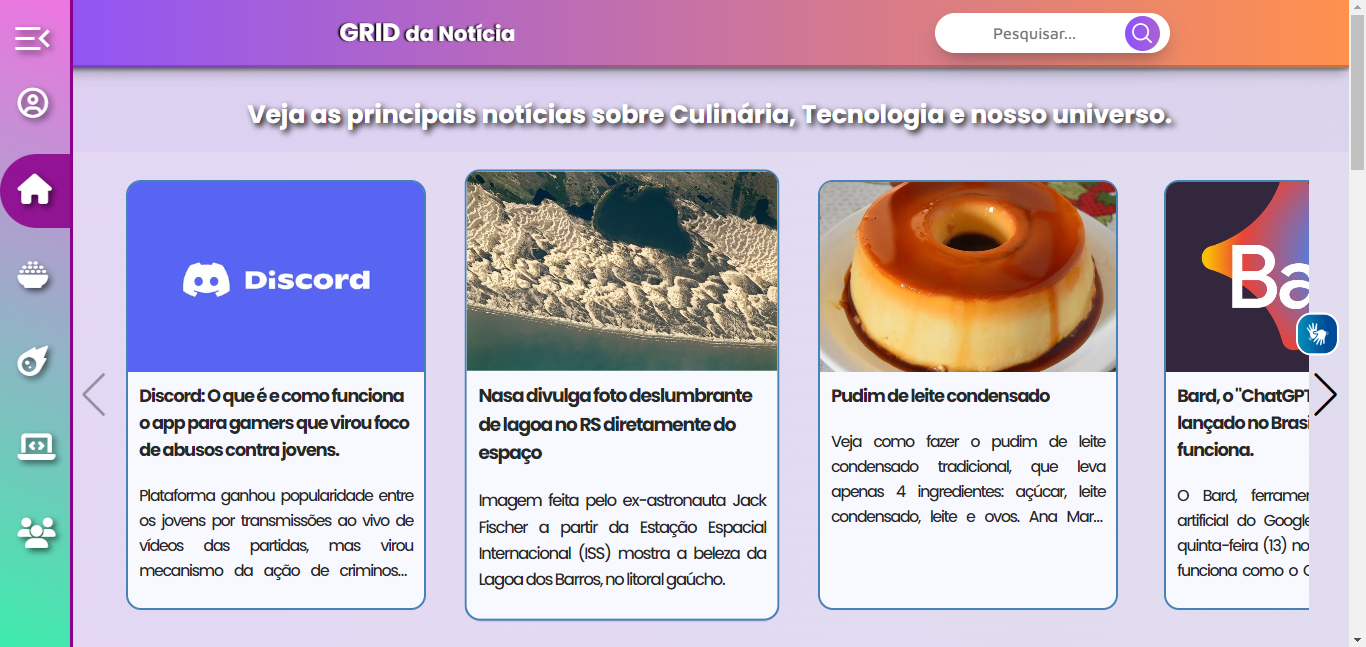 GRID da Notícia
Pesquisar...
Veja as principais notícias sobre Culinária, Tecnologia e nosso universo.
Discord
Discord: O que é e como funciona
o app para gamers que virou foco
de abusos contra jovens.
Plataforma ganhou popularidade entre
os jovens por transmissões ao vivo de
vídeos das partidas, mas virou
mecanismo da ação de criminos...
Nasa divulga foto deslumbrante
de lagoa no RS diretamente do
espaço
Imagem feita pelo ex-astronauta Jack
Fischer a partir da Estação Espacial
Internacional (ISS) mostra a beleza da
Lagoa dos Barros, no litoral gaúcho.
Pudim de leite condensado
Veja como fazer o pudim de leite
condensado tradicional, que leva
apenas 4 ingredientes: açúcar, leite
condensado, leite e ovos. Ana Mar...
Ba
Bard, o "ChatGPT
lançado no Brasi
funciona.
O Bard, ferramen
artificial do Google
quinta-feira (13) no
funciona como o C